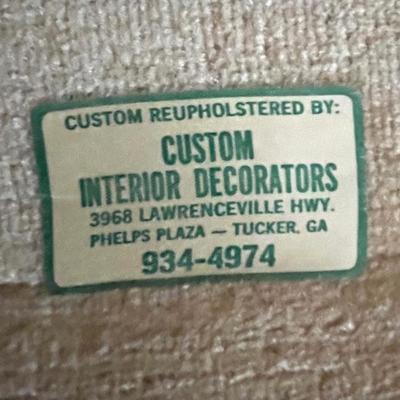 CUSTOM REUPHOLSTERED BY:
CUSTOM
INTERIOR DECORATORS
3968 LAWRENCEVILLE HWY.
PHELPS PLAZA — TUCKER, GA
934-4974